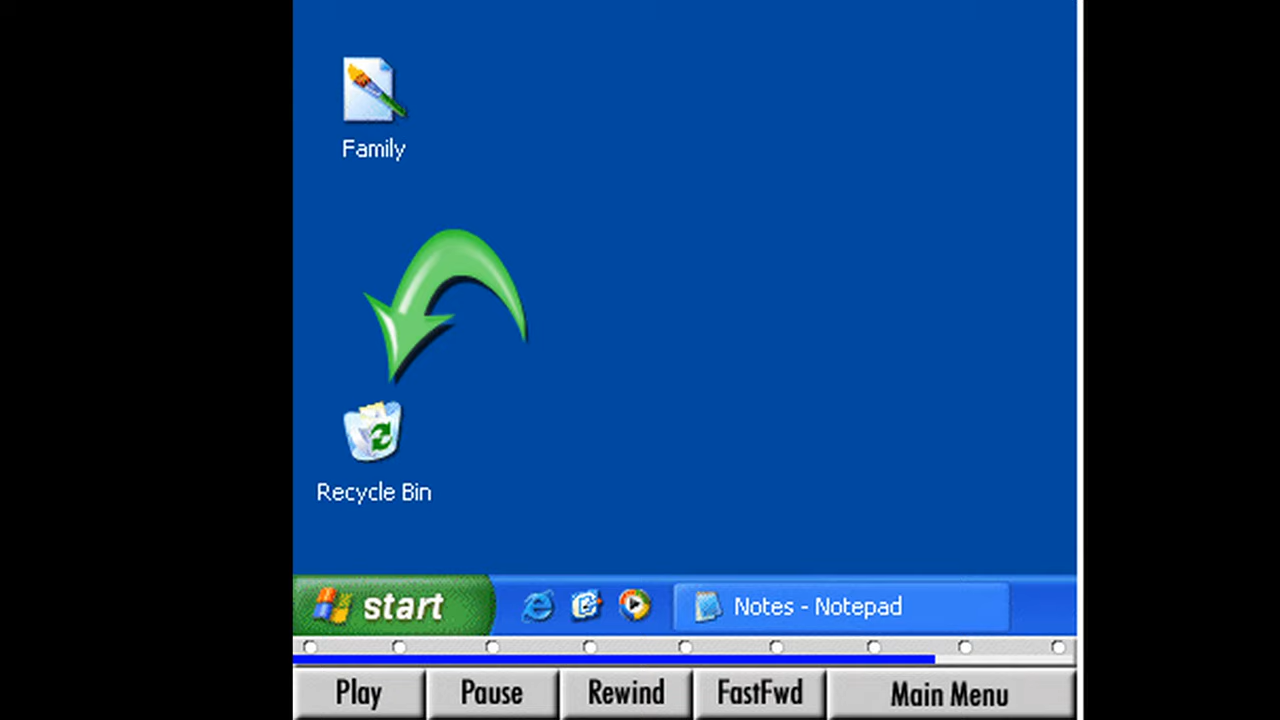 Family
Recycle Bin
start
Notes - Notepad
Play
Pause
Rewind
FastFwd
Main Menu